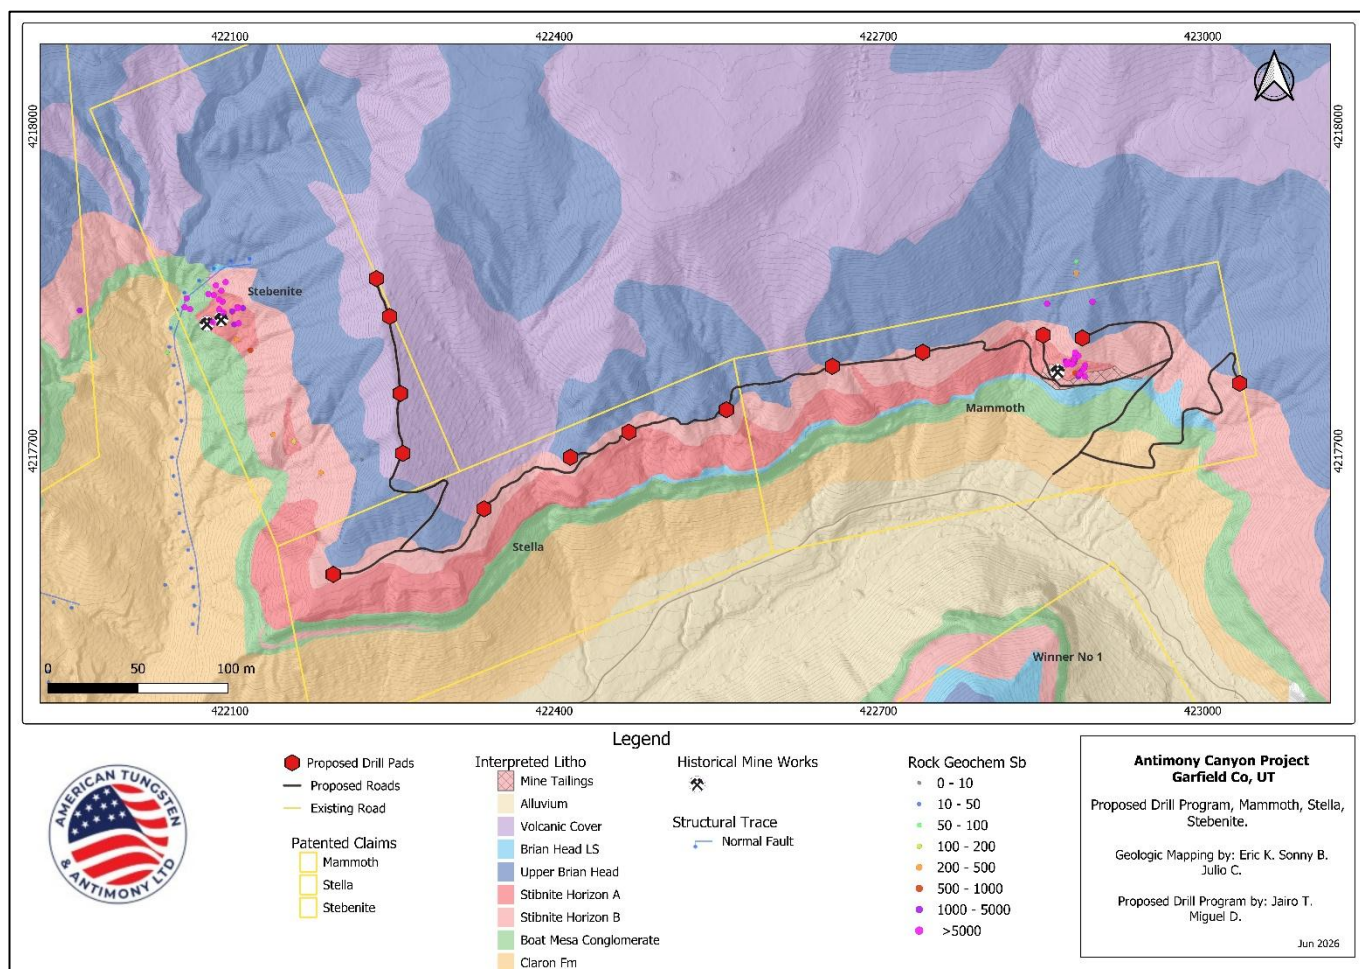 422100 422400 422700 423000
4218000 4218000
Stebenite
4217700 4217700
Mammoth
Stella
Winner No 1
0 50 100 m
422100 422400 422700 423000
Legend
AMERICAN TUNGSTEN
& ANTIMONY LTD
Proposed Drill Pads
Proposed Roads
Existing Road
Patented Claims
Mammoth
Stella
Stebenite
Interpreted Litho
Mine Tailings
Alluvium
Volcanic Cover
Brian Head LS
Upper Brian Head
Stibnite Horizon A
Stibnite Horizon B
Boat Mesa Conglomerate
Claron Fm
Historical Mine Works
Structural Trace
Normal Fault
Rock Geochem Sb
0 - 10
10 - 50
50 - 100
100 - 200
200 - 500
500 - 1000
1000 - 5000
>5000
Antimony Canyon Project
Garfield Co, UT
Proposed Drill Program, Mammoth, Stella,
Stebenite.
Geologic Mapping by: Eric K. Sonny B.
Julio C.
Proposed Drill Program by: Jairo T.
Miguel D.
Jun 2026